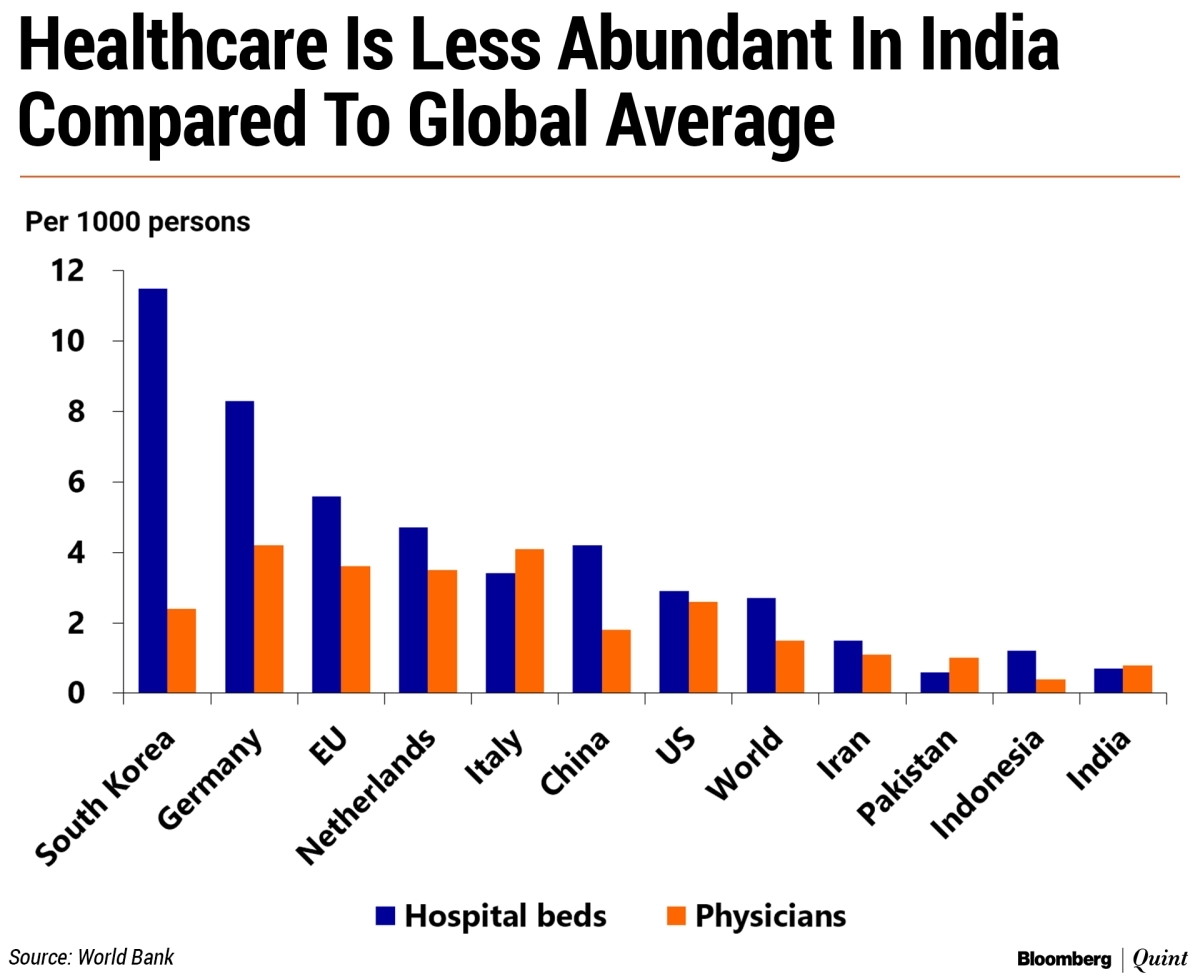 Healthcare Is Less Abundant In India
Compared To Global Average
Per 1000 persons
12
10
8
6
4
2
0
South Korea
Germany
EU
Netherlands
Italy
China
US
World
Iran
Pakistan
Indonesia
India
Hospital beds
Physicians
Source: World Bank
Bloomberg | Quint